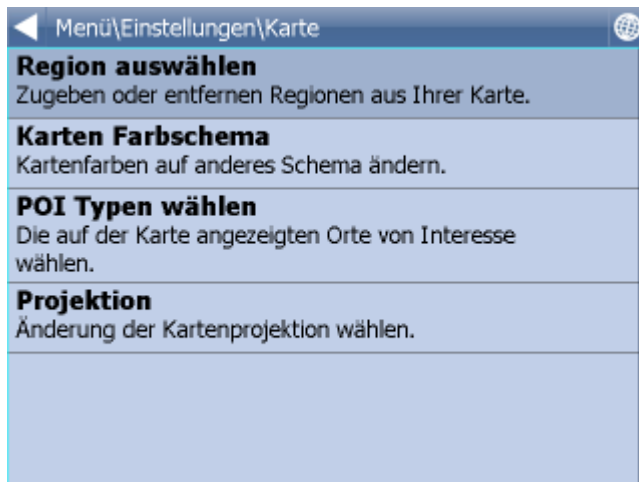 Menü\Einstellungen\Karte
Region auswählen
Zugeben oder entfernen Regionen aus Ihrer Karte.
Karten Farbschema
Kartenfarben auf anderes Schema ändern.
POI Typen wählen
Die auf der Karte angezeigten Orte von Interesse
wählen.
Projektion
Änderung der Kartenprojektion wählen.